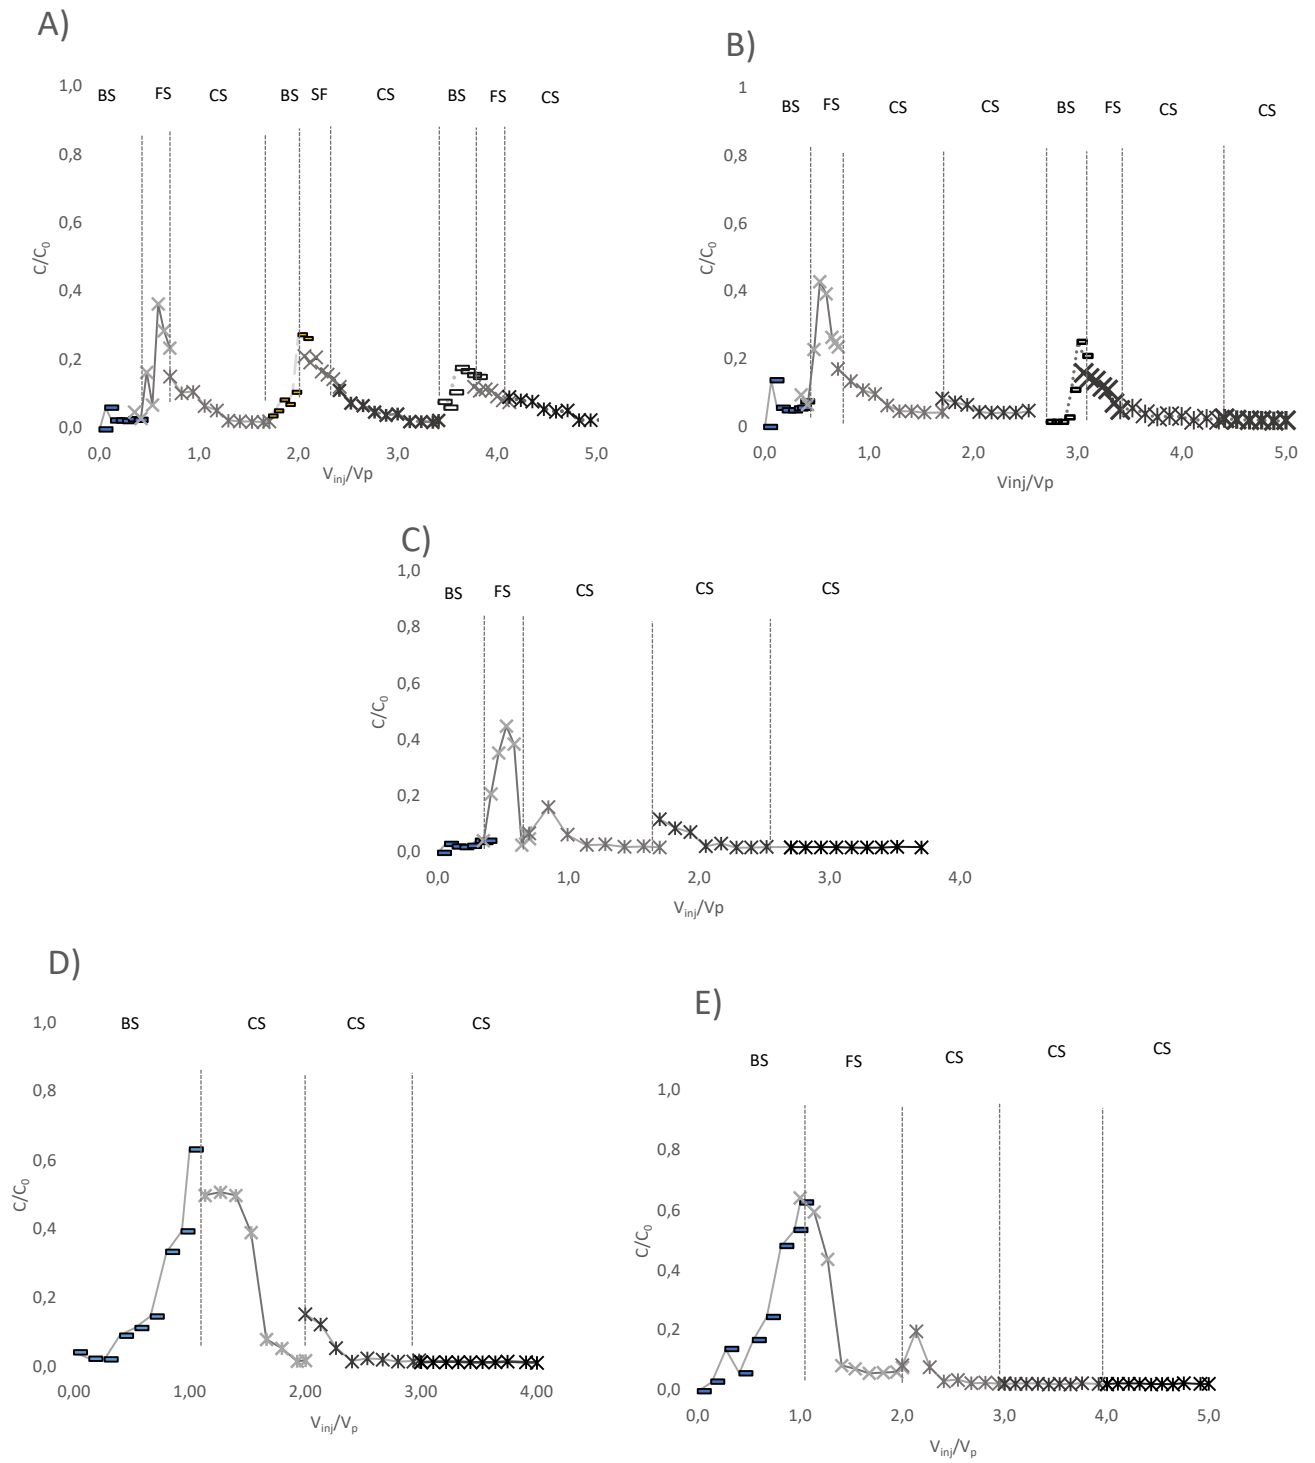 A)
1,0
BS FS CS BS SF CS BS FS CS
0,8
0,6
C/C0
0,4
0,2
0,0
0,0 1,0 2,0 3,0 4,0 5,0
Vinj/Vp
B)
1
BS FS CS CS BS FS CS CS
0,8
0,6
C/C0
0,4
0,2
0
0,0 1,0 2,0 3,0 4,0 5,0
Vinj/Vp
C)
1,0
BS FS CS CS CS
0,8
0,6
C/C0
0,4
0,2
0,0
0,0 1,0 2,0 3,0 4,0
Vinj/Vp
D)
1,0
BS CS CS CS
0,8
0,6
C/C0
0,4
0,2
0,0
0,00 1,00 2,00 3,00 4,00
Vinj/Vp
E)
BS FS CS CS CS
1,0
0,8
0,6
C/C0
0,4
0,2
0,0
0,0 1,0 2,0 3,0 4,0 5,0
Vinj/Vp